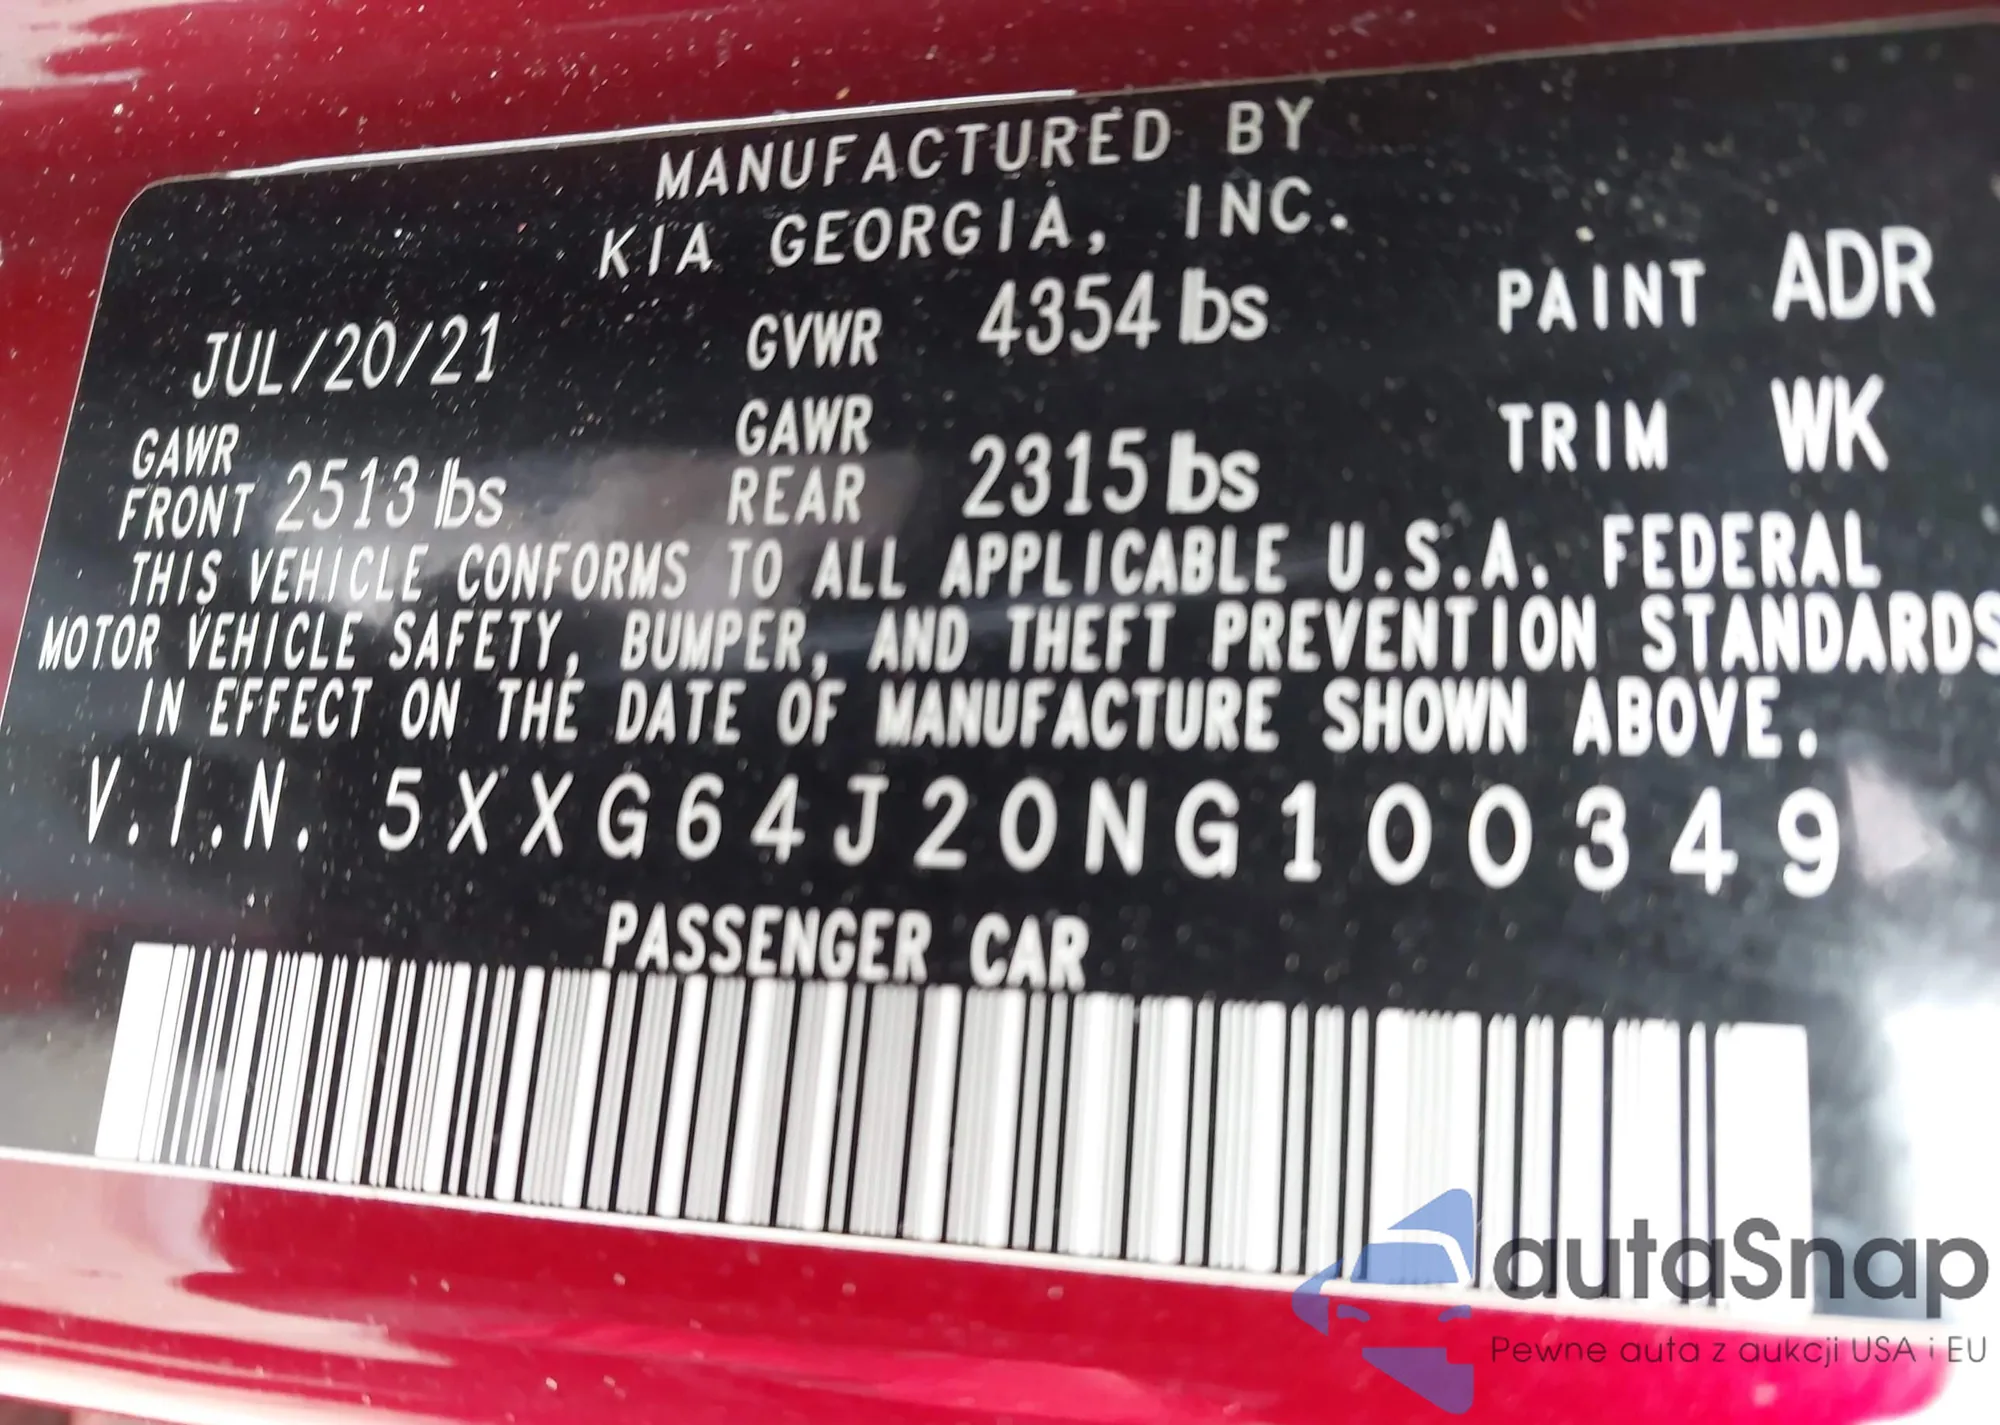 MANUFACTURED BY
KIA GEORGIA, INC.
JUL/20/21 GVWR 4354 lbs PAINT ADR
GAWR FRONT 2513 lbs GAWR REAR 2315 lbs TRIM WK
THIS VEHICLE CONFORMS TO ALL APPLICABLE U.S.A. FEDERAL
MOTOR VEHICLE SAFETY, BUMPER, AND THEFT PREVENTION STANDARDS
IN EFFECT ON THE DATE OF MANUFACTURE SHOWN ABOVE.
V.I.N. 5XXG64J20NG100349
PASSENGER CAR
autaSnap
Pewne auta z aukcji USA i EU